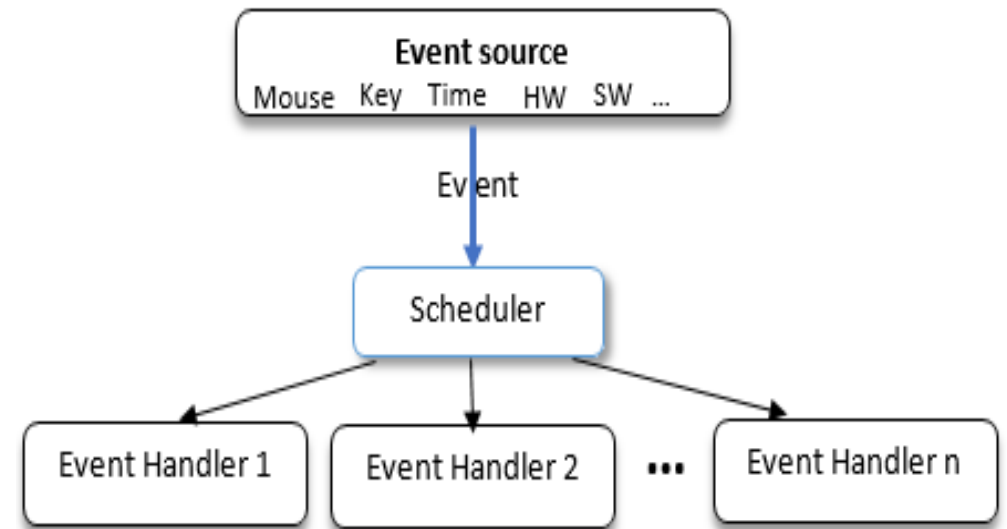 Event source
Mouse Key Time HW SW ...
Event
Scheduler
Event Handler 1 Event Handler 2 ... Event Handler n